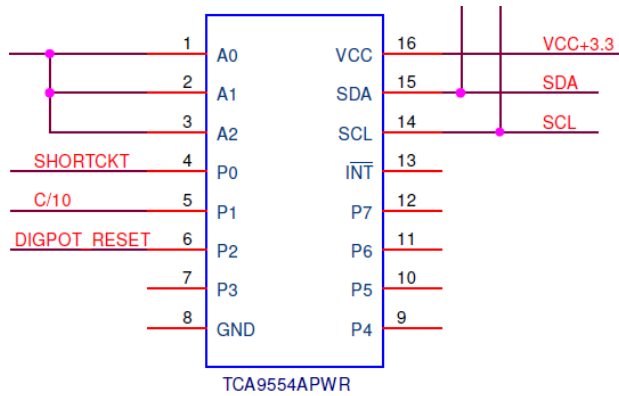 1 A0 VCC 16 VCC+3.3
2 A1 SDA 15 SDA
3 A2 SCL 14 SCL
SHORTCKT 4 P0 INT 13
C/10 5 P1 P7 12
DIGPOT_RESET 6 P2 P6 11
7 P3 P5 10
8 GND P4 9
TCA9554APWR